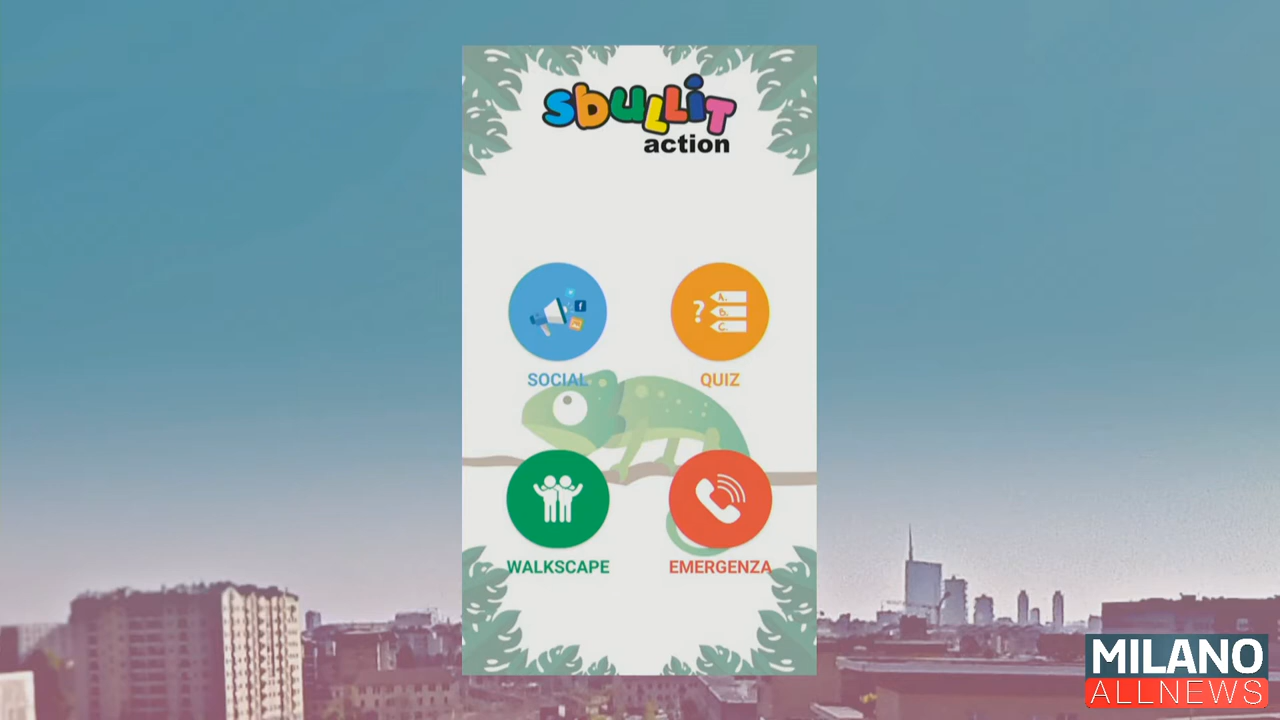 sbullit
action
SOCIAL
QUIZ
?
A.
B.
C.
f
WALKSCAPE
EMERGENZA
MILANO
ALLNEWS